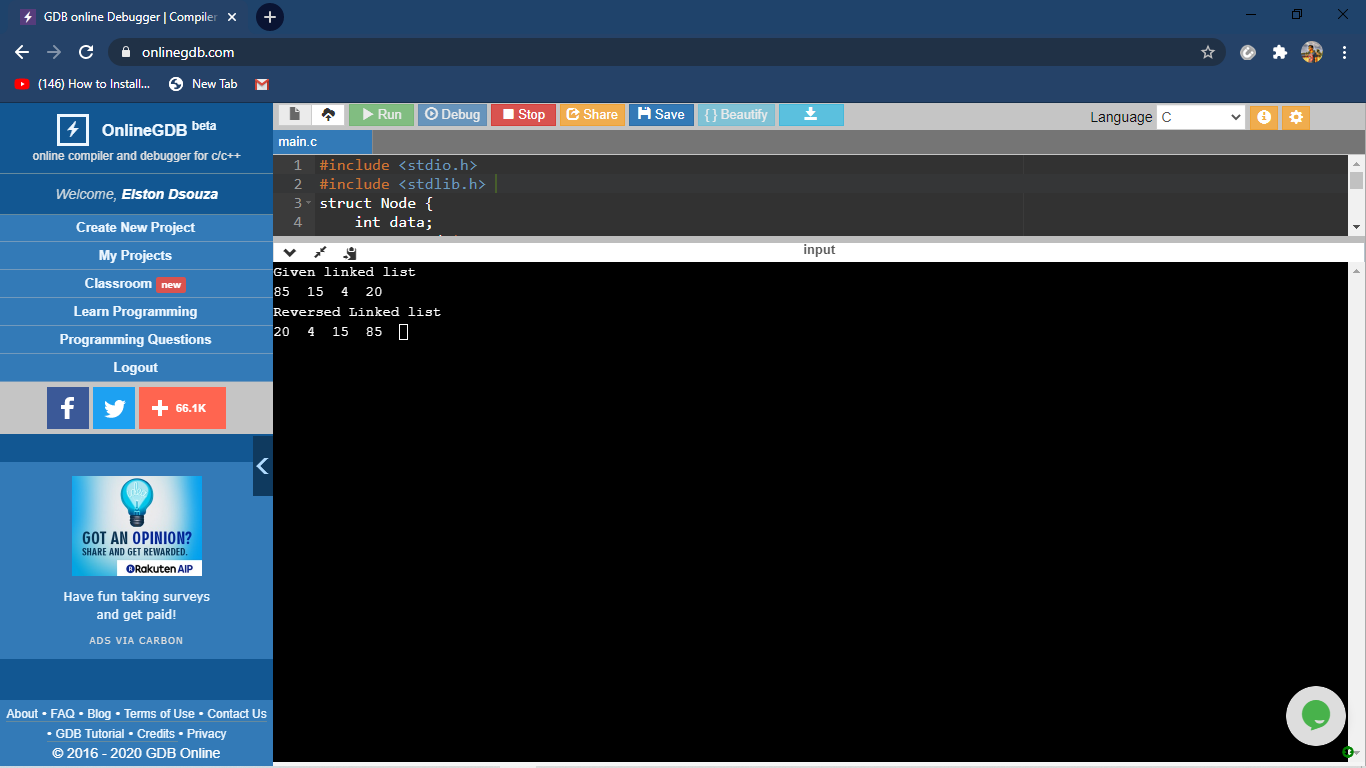 GDB online Debugger | Compiler
onlinegdb.com
(146) How to Install... New Tab
OnlineGDB beta
online compiler and debugger for c/c++
Welcome, Elston Dsouza
Create New Project
My Projects
Classroom new
Learn Programming
Programming Questions
Logout
66.1K
GOT AN OPINION?
SHARE AND GET REWARDED.
Rakuten AIP
Have fun taking surveys
and get paid!
ADS VIA CARBON
About • FAQ • Blog • Terms of Use • Contact Us
• GDB Tutorial • Credits • Privacy
© 2016 - 2020 GDB Online
Run Debug Stop Share Save { } Beautify Language C
main.c
1 #include <stdio.h>
2 #include <stdlib.h>
3 struct Node {
4 int data;
input
Given linked list
85 15 4 20
Reversed Linked list
20 4 15 85